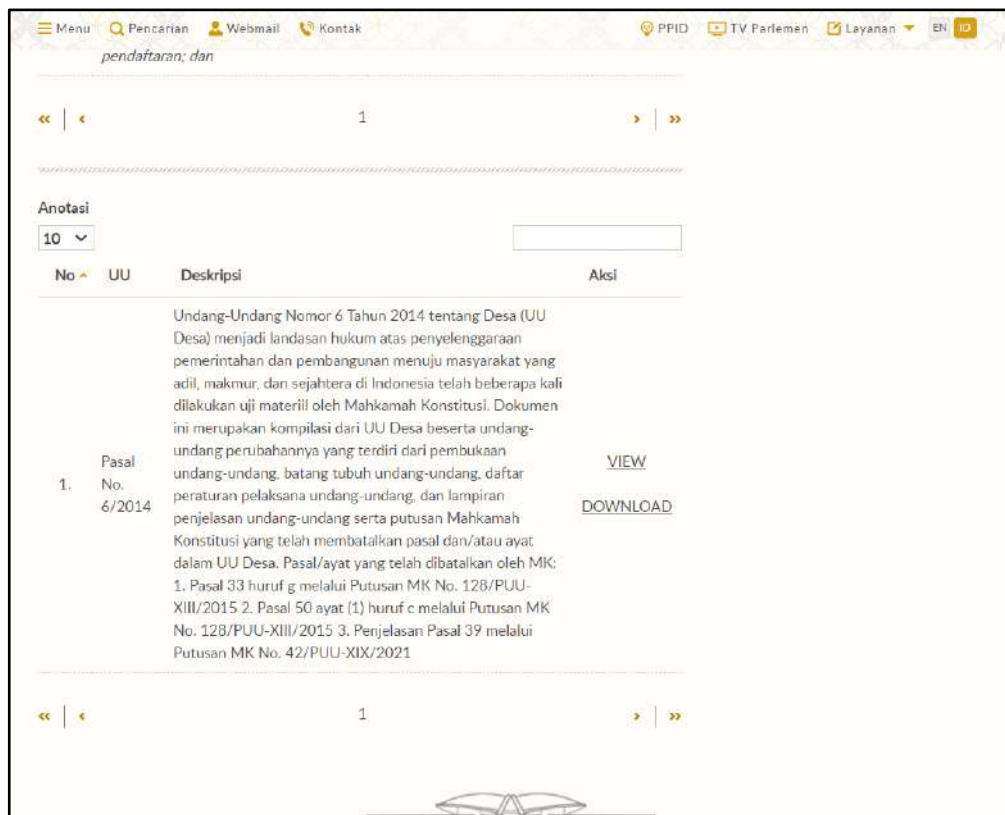 Menu Pencarian Webmail Kontak PPID TV Parlemen Layanan EN ID
pendaftaran; dan
« ‹ 1 › »
Anotasi
10
No UU Deskripsi Aksi
Undang-Undang Nomor 6 Tahun 2014 tentang Desa (UU
Desa) menjadi landasan hukum atas penyelenggaraan
pemerintahan dan pembangunan menuju masyarakat yang
adil, makmur, dan sejahtera di Indonesia telah beberapa kali
dilakukan uji materiil oleh Mahkamah Konstitusi. Dokumen
ini merupakan kompilasi dari UU Desa beserta undang-
undang perubahannya yang terdiri dari pembukaan
undang-undang, batang tubuh undang-undang, daftar
peraturan pelaksana undang-undang, dan lampiran
penjelasan undang-undang serta putusan Mahkamah
Konstitusi yang telah membatalkan pasal dan/atau ayat
dalam UU Desa. Pasal/ayat yang telah dibatalkan oleh MK:
1. Pasal 33 huruf g melalui Putusan MK No. 128/PUU-
XIII/2015 2. Pasal 50 ayat (1) huruf c melalui Putusan MK
No. 128/PUU-XIII/2015 3. Penjelasan Pasal 39 melalui
Putusan MK No. 42/PUU-XIX/2021
1.
Pasal
No.
6/2014
VIEW
DOWNLOAD
« ‹ 1 › »